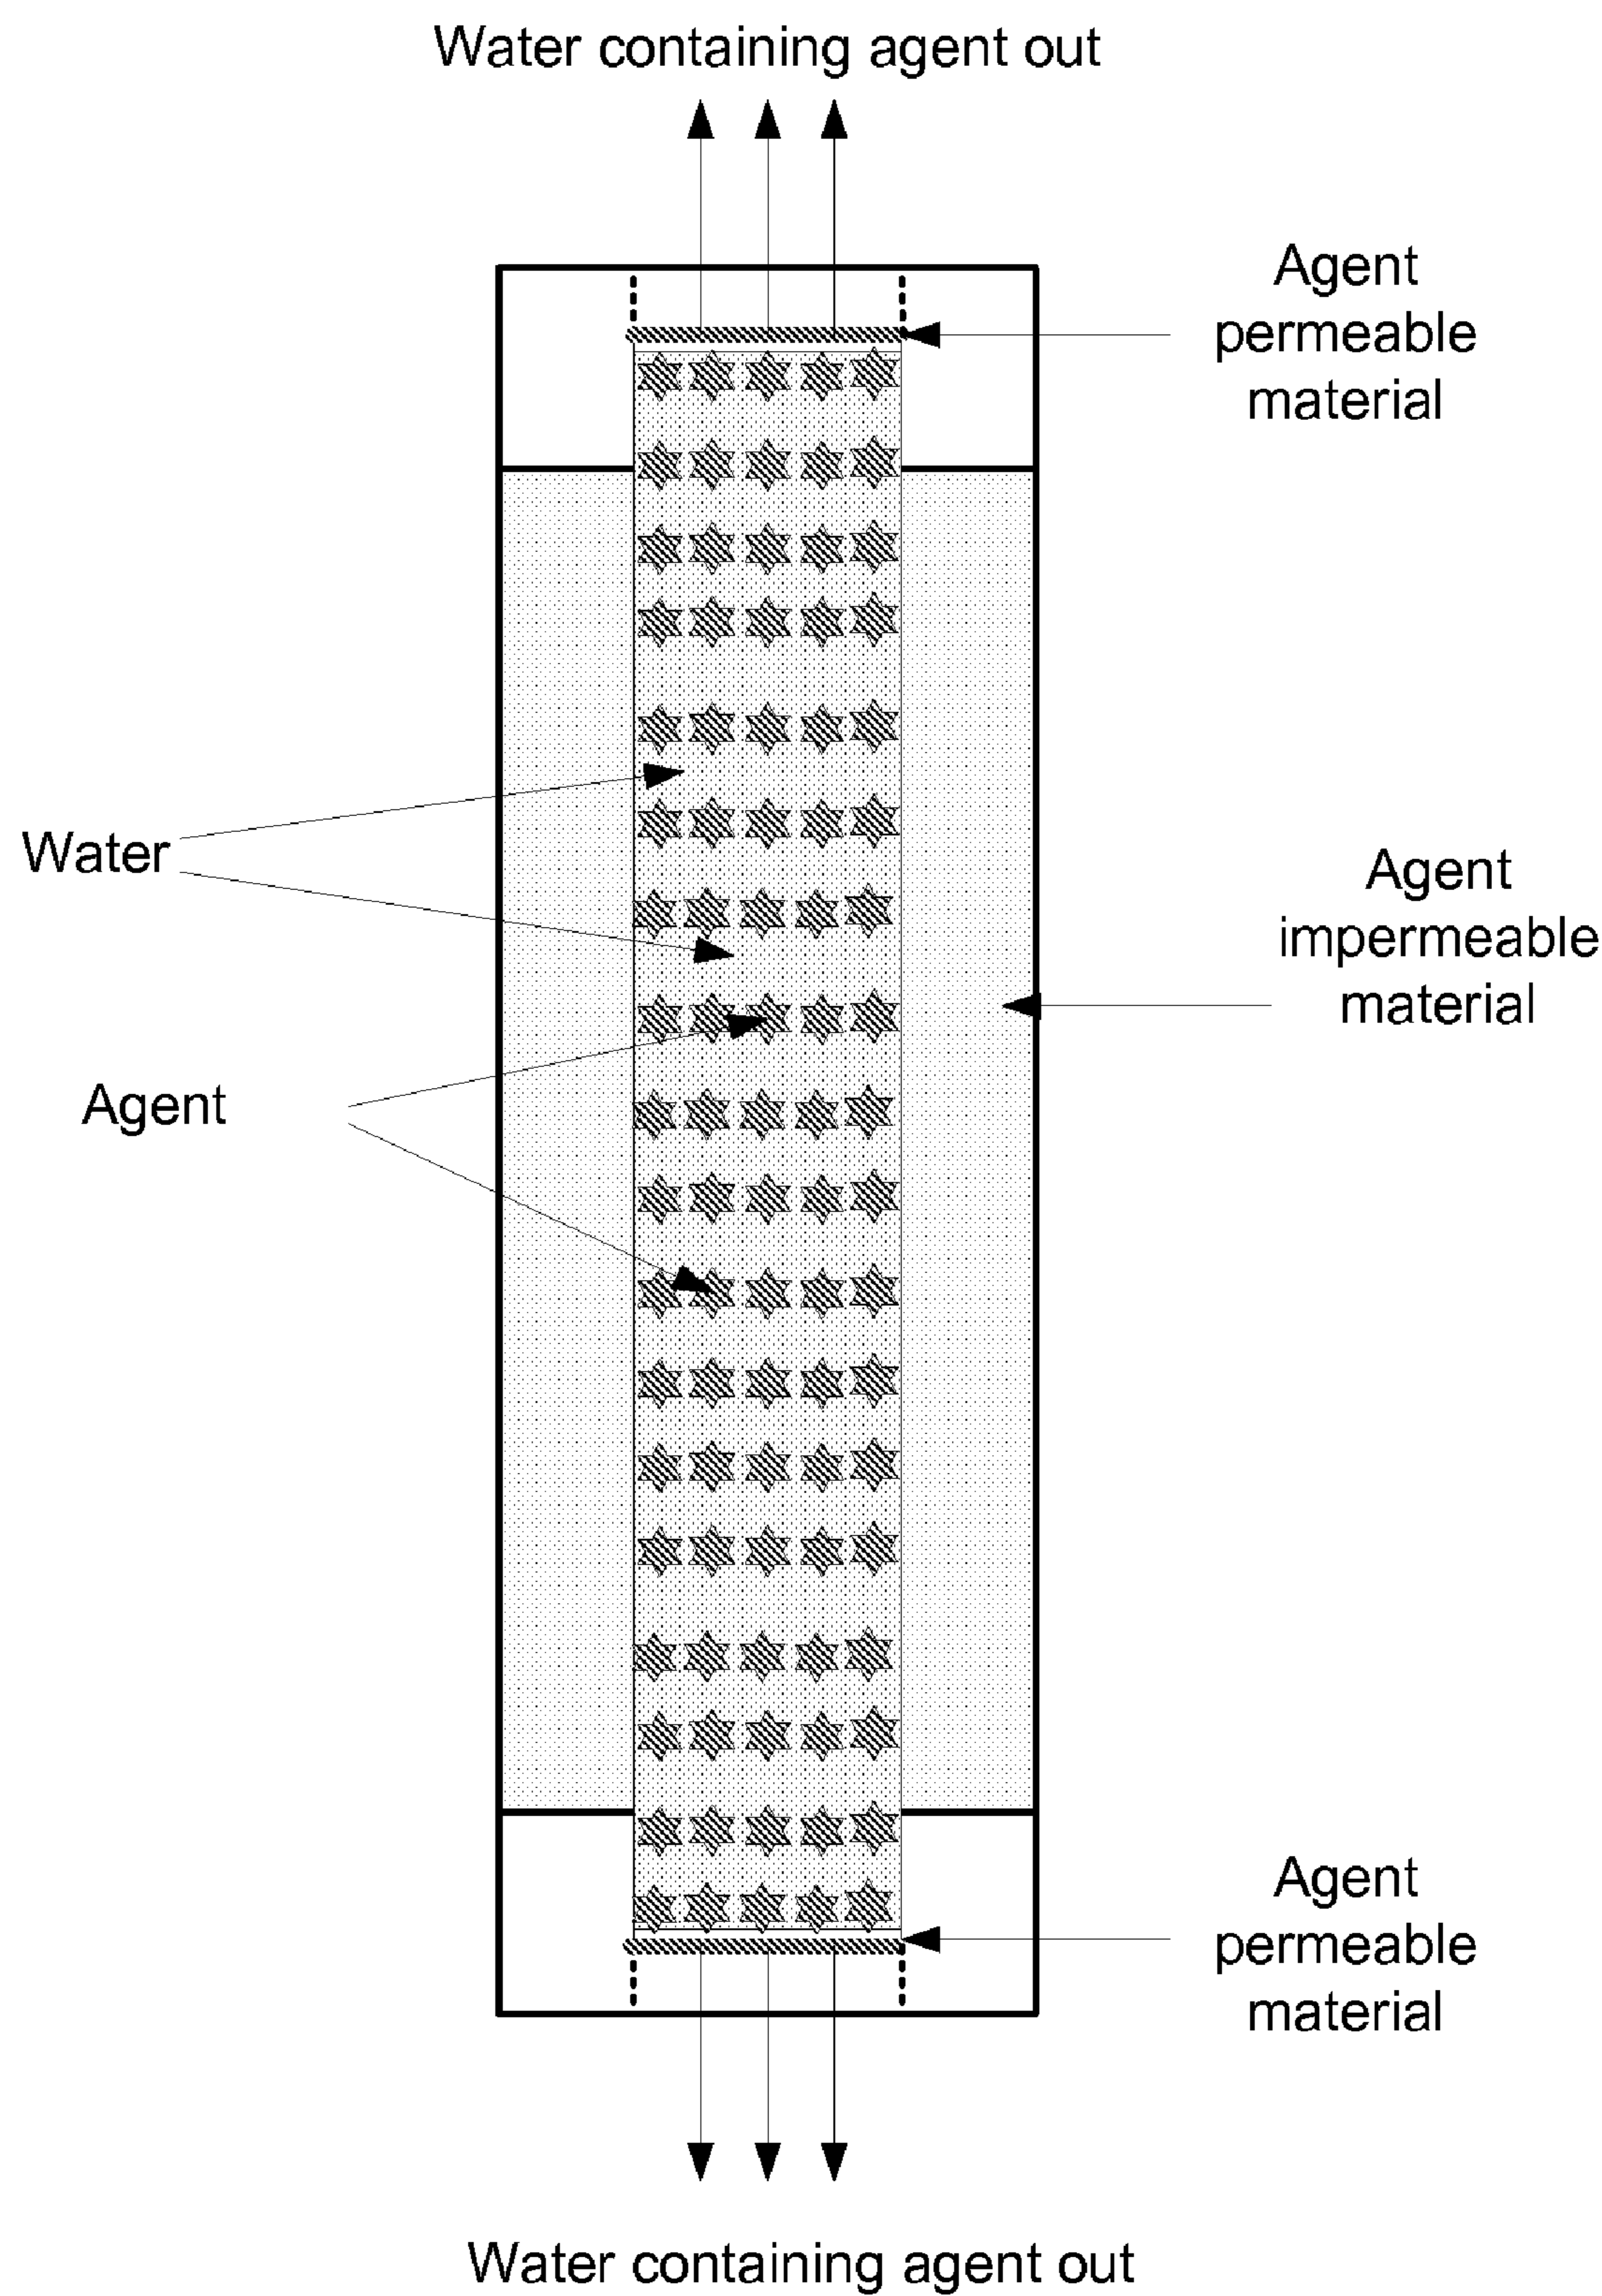 Water containing agent out
Agent
permeable
material
Water
Agent
impermeable
material
Agent
Agent
permeable
material
Water containing agent out